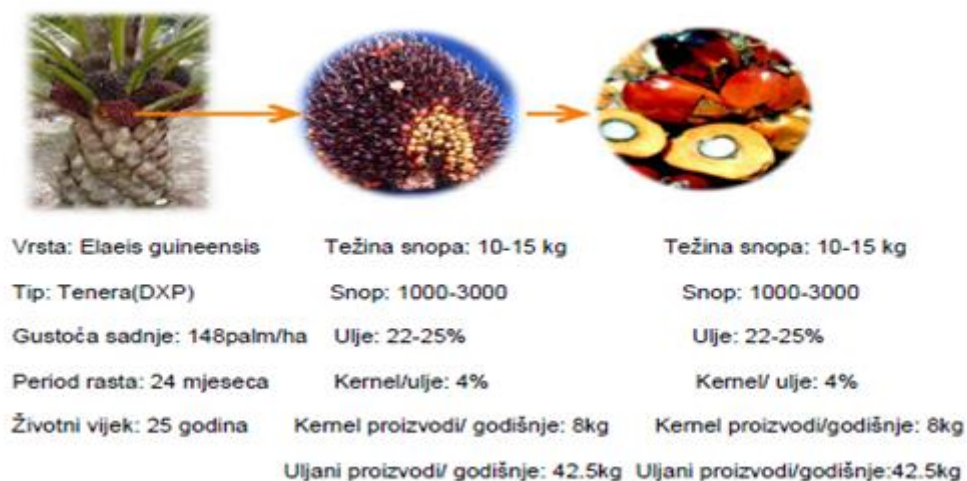 Vrsta: Elaeis guineensis Težina snopa: 10-15 kg Težina snopa: 10-15 kg
Tip: Tenera(DXP) Snop: 1000-3000 Snop: 1000-3000
Gustoća sadnje: 148palm/ha Ulje: 22-25% Ulje: 22-25%
Period rasta: 24 mjeseca Kernel/ulje: 4% Kernel/ ulje: 4%
Životni vijek: 25 godina Kernel proizvodi/ godišnje: 8kg Kernel proizvodi/godišnje: 8kg
Uljani proizvodi/ godišnje: 42.5kg Uljani proizvodi/godišnje:42.5kg